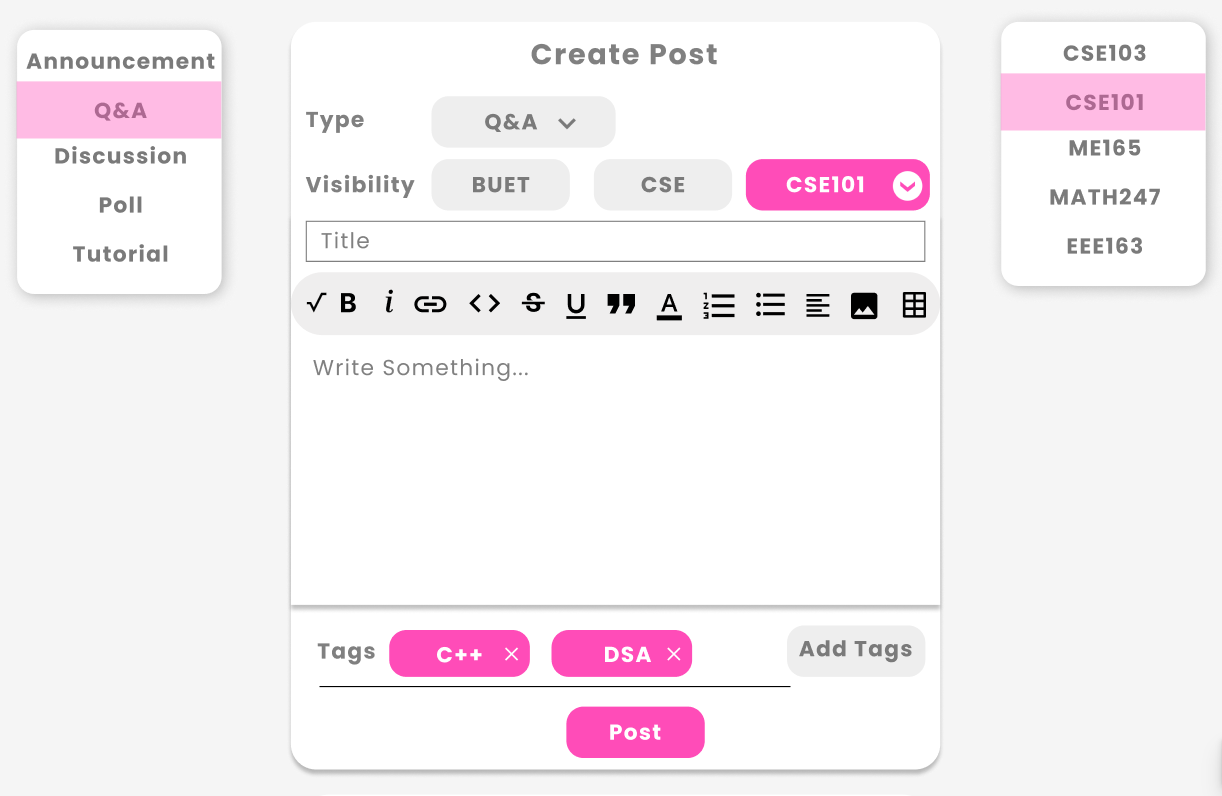 Announcement
Q&A
Discussion
Poll
Tutorial
Create Post
Type Q&A
Visibility BUET CSE CSE101
Title
B i S U A
Write Something...
Tags C++ DSA Add Tags
Post
CSE103
CSE101
ME165
MATH247
EEE163